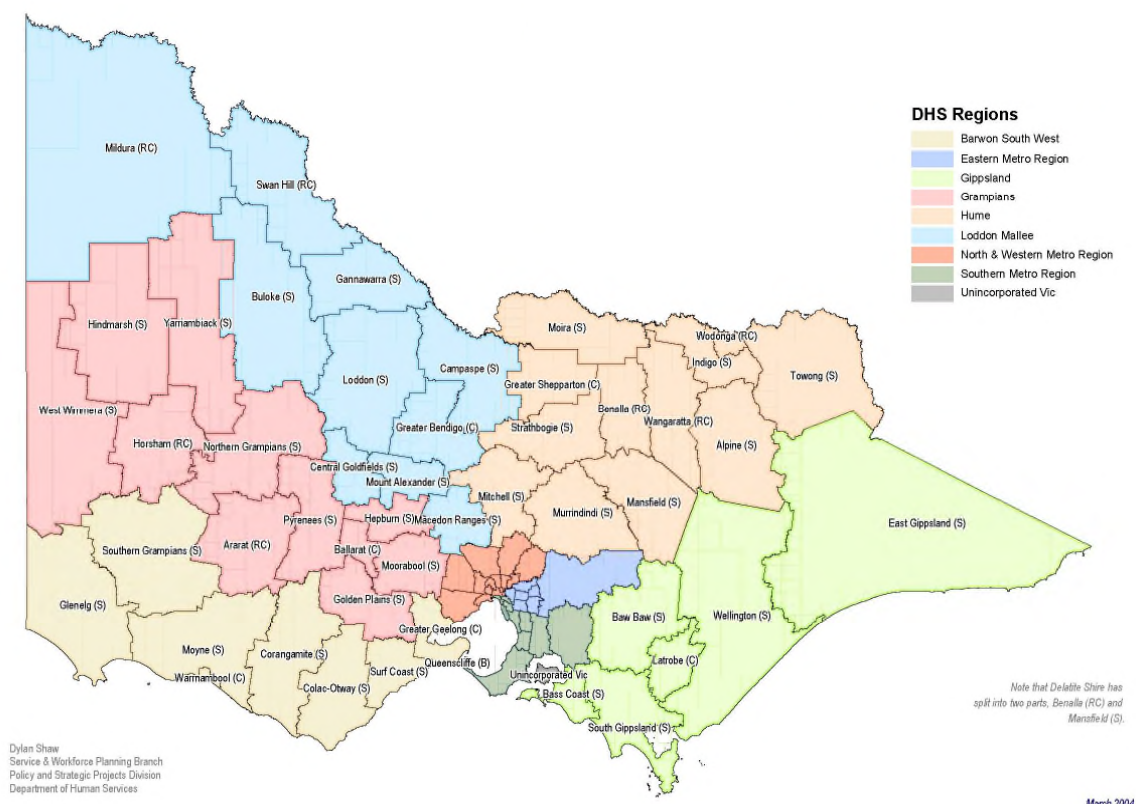 DHS Regions
Barwon South West
Eastern Metro Region
Gippsland
Grampians
Hume
Loddon Mallee
North & Western Metro Region
Southern Metro Region
Unincorporated Vic
Mildura (RC)
Swan Hill (RC)
Gannawarra (S)
Buloke (S)
Hindmarsh (S)
Yarriambiack (S)
Moira (S)
Wodonga (RC)
Indigo (S)
Towong (S)
Campaspe (S)
Loddon (S)
Greater Shepparton (C)
West Wimmera (S)
Benalla (RC)
Wangaratta (RC)
Greater Bendigo (C)
Strathbogie (S)
Alpine (S)
Horsham (RC)
Northern Grampians (S)
Central Goldfields (S)
Mount Alexander (S)
Mitchell (S)
Mansfield (S)
Murrindindi (S)
Pyrenees (S)
Hepburn (S)
Macedon Ranges (S)
East Gippsland (S)
Ararat (RC)
Southern Grampians (S)
Ballarat (C)
Moorabool (S)
Glenelg (S)
Golden Plains (S)
Baw Baw (S)
Wellington (S)
Greater Geelong (C)
Moyne (S)
Corangamite (S)
Queenscliffe (B)
Latrobe (C)
Surf Coast (S)
Unincorporated Vic
Warrnambool (C)
Colac-Otway (S)
Bass Coast (S)
South Gippsland (S)
Note that Delatite Shire has
split into two parts, Benalla (RC) and
Mansfield (S).
Dylan Shaw
Service & Workforce Planning Branch
Policy and Strategic Projects Division
Department of Human Services
March 2004